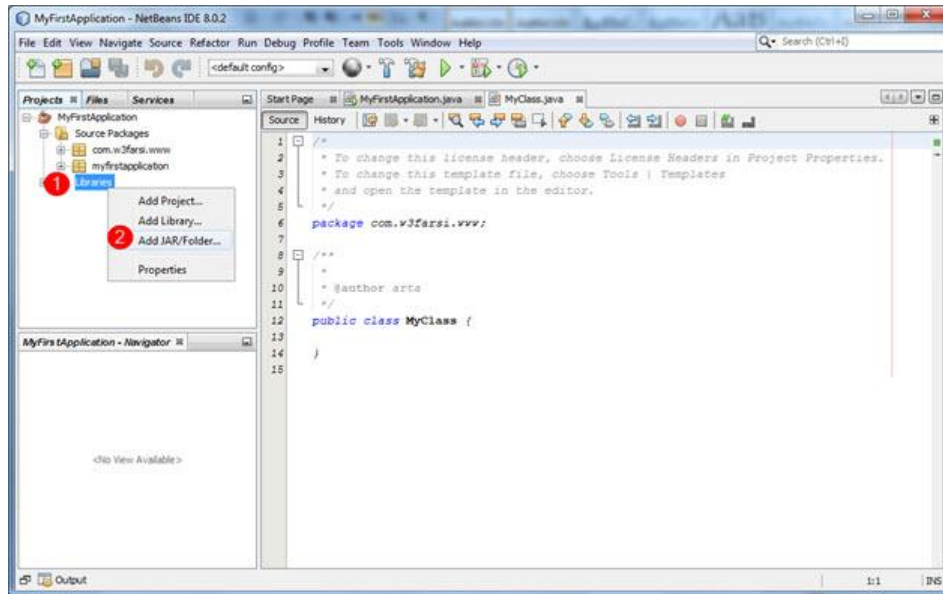 MyFirstApplication - NetBeans IDE 8.0.2
File Edit View Navigate Source Refactor Run Debug Profile Team Tools Window Help
Search (Ctrl+I)
<default config>
Projects Files Services
MyFirstApplication
Source Packages
com.w3farsi.www
myfirstapplication
1 Libraries
Add Project...
Add Library...
2 Add JAR/Folder...
Properties
MyFirstApplication - Navigator
<No View Available>
Start Page MyFirstApplication.java MyClass.java
Source History
1 /*
2 * To change this license header, choose License Headers in Project Properties.
3 * To change this template file, choose Tools | Templates
4 * and open the template in the editor.
5 */
6 package com.w3farsi.www;
7
8 /**
9 *
10 * @author arta
11 */
12 public class MyClass {
13
14 }
15
Output
1:1 INS